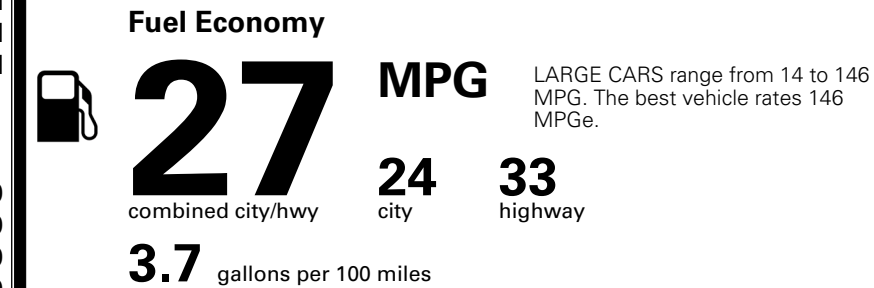 Fuel Economy
27 MPG
LARGE CARS range from 14 to 146
MPG. The best vehicle rates 146
MPGe.
combined city/hwy
24
city
33
highway
3.7 gallons per 100 miles